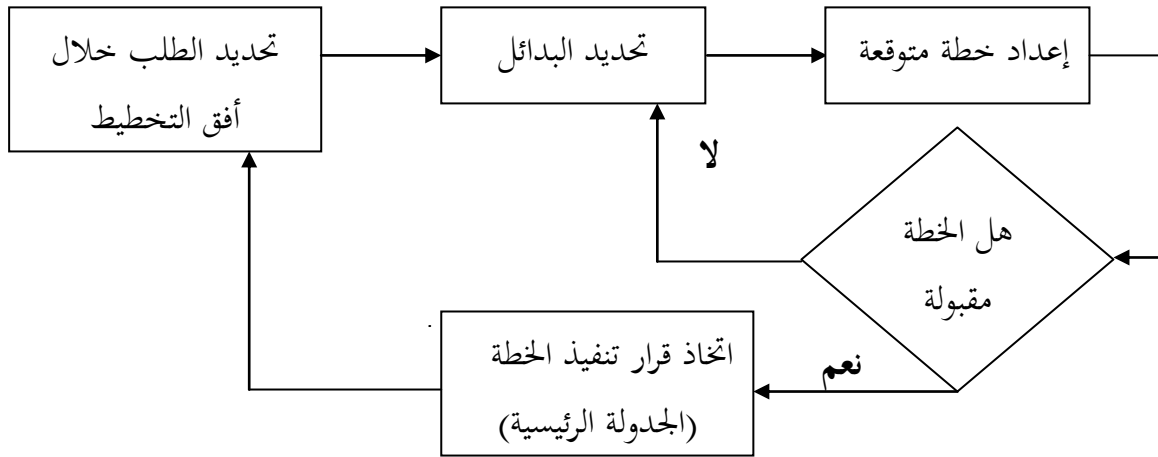 تحديد الطلب خلال
أفق التخطيط
تحديد البدائل
إعداد خطة متوقعة
لا
هل الخطة
مقبولة
نعم
اتخاذ قرار تنفيذ الخطة
(الجدولة الرئيسية)